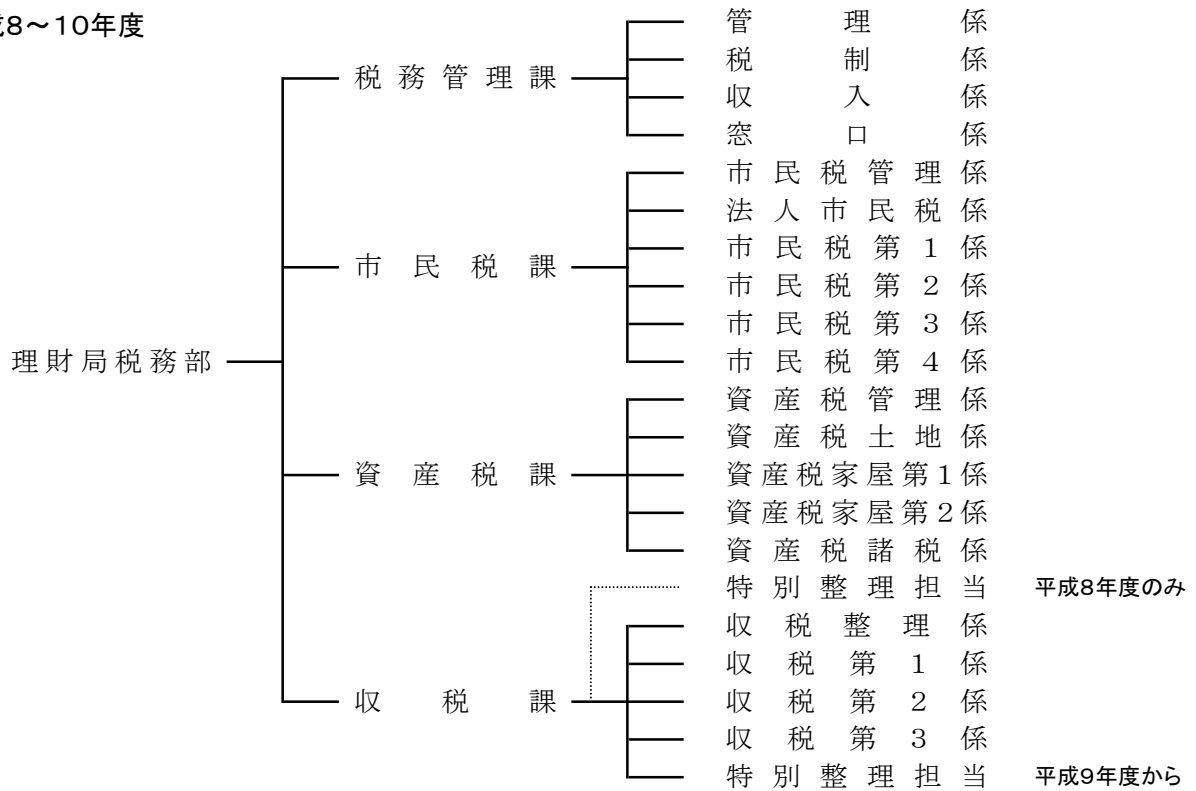 8～10年度
管理係
税制係
税務管理課
収入係
窓口係
市民税管理係
法人市民税係
市民税第1係
市民税課
市民税第2係
市民税第3係
理財局税務部
市民税第4係
資産税管理係
資産税土地係
資産税課
資産税家屋第1係
資産税家屋第2係
資産税諸税係
特別整理担当 平成8年度のみ
収税整理係
収税第1係
収税課
収税第2係
収税第3係
特別整理担当 平成9年度から